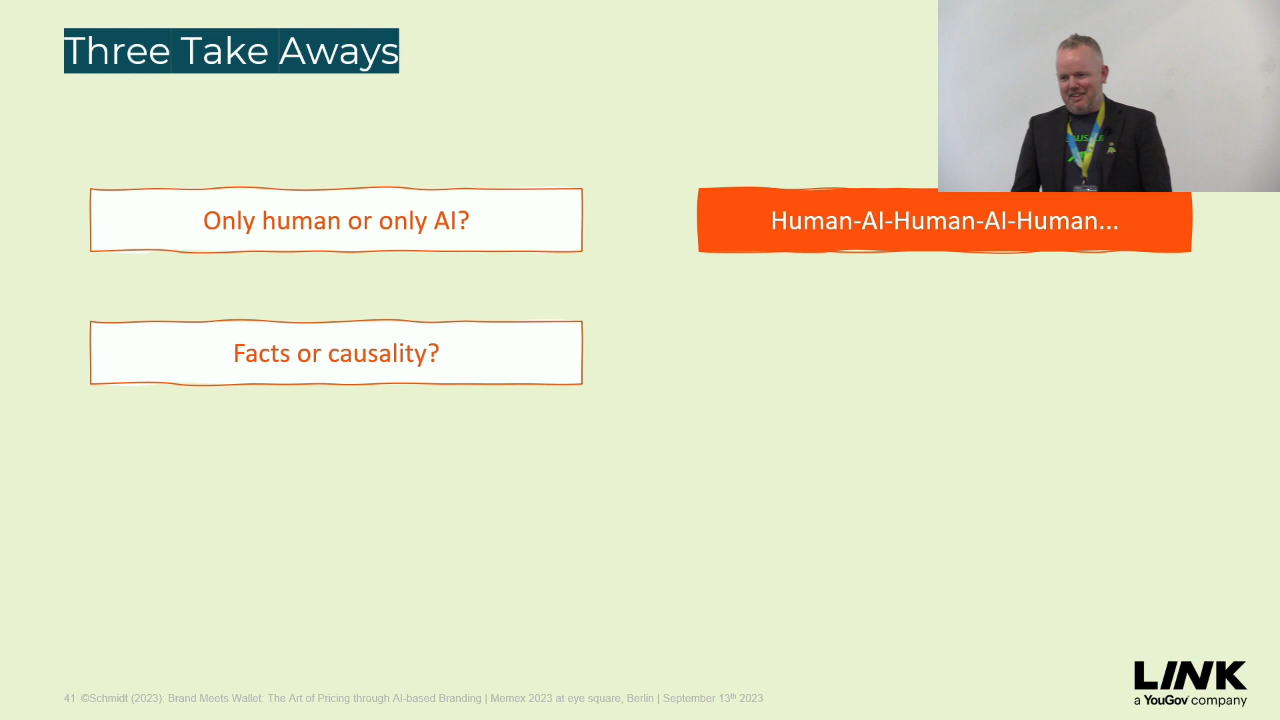 Three Take Aways
Only human or only AI?
Human-AI-Human-AI-Human...
Facts or causality?
41 ©Schmidt (2023): Brand Meets Wallet: The Art of Pricing through AI-based Branding | Memex 2023 at eye square, Berlin | September 13th 2023
LINK
a YouGov company